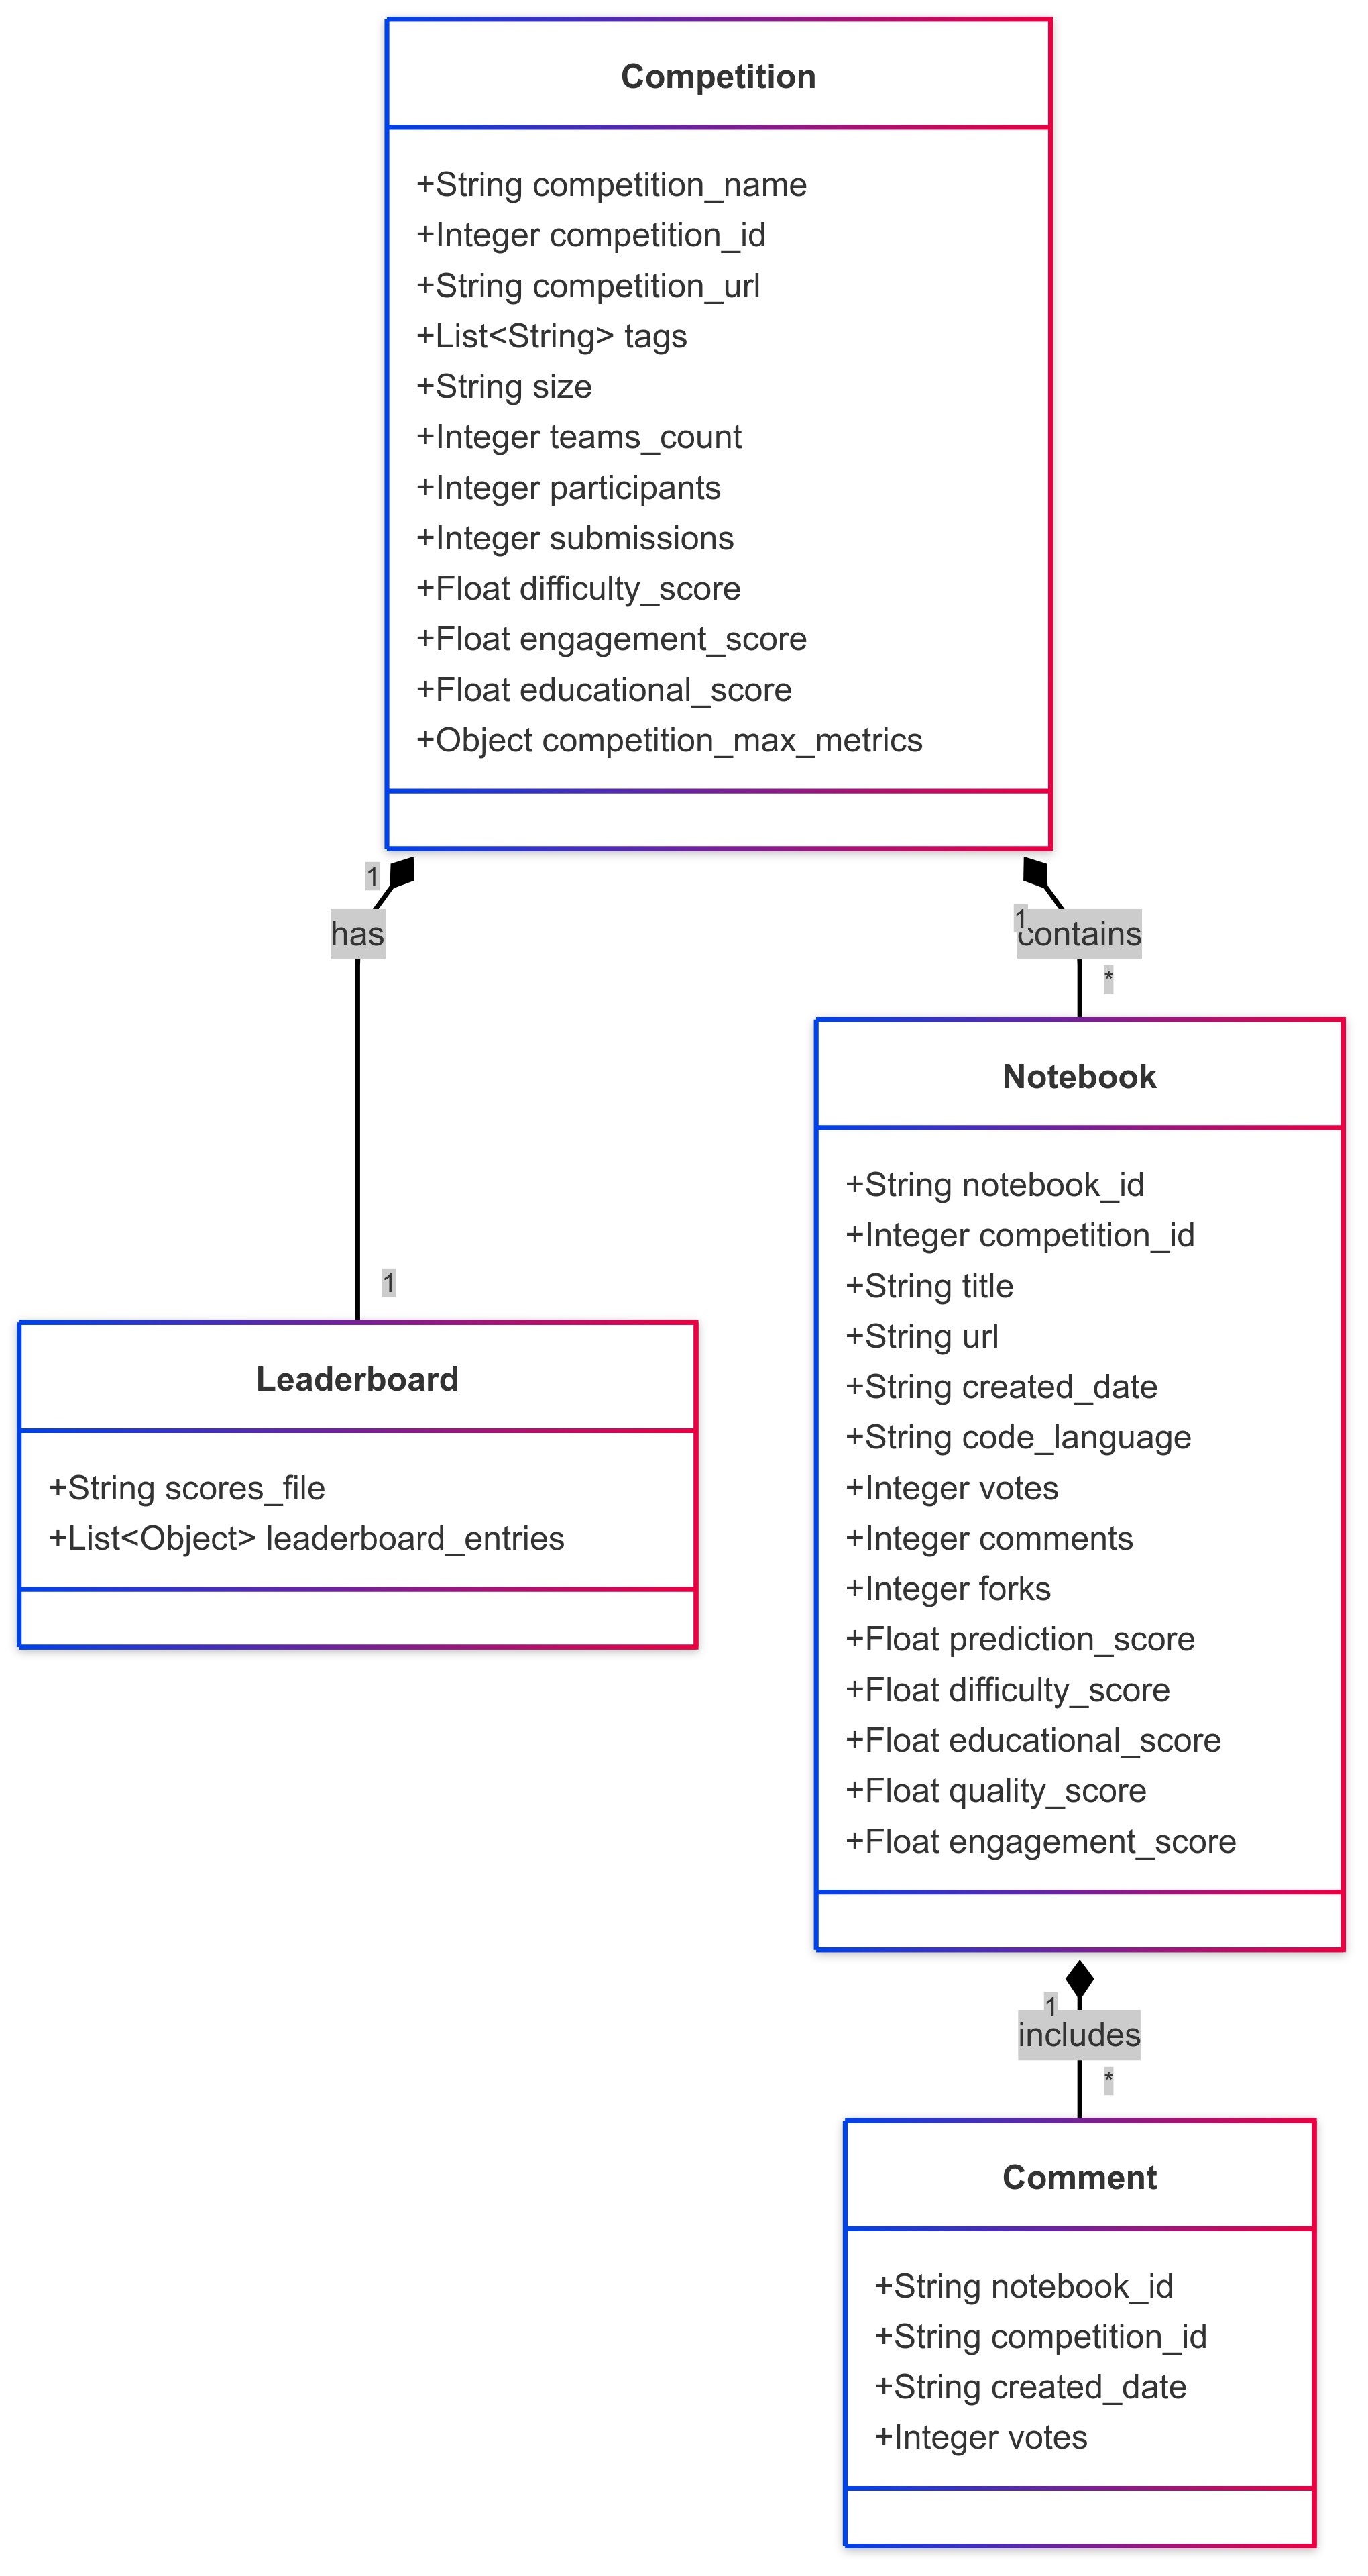 Competition
+String competition_name
+Integer competition_id
+String competition_url
+List<String> tags
+String size
+Integer teams_count
+Integer participants
+Integer submissions
+Float difficulty_score
+Float engagement_score
+Float educational_score
+Object competition_max_metrics
1
has
1
1
contains
*
Leaderboard
+String scores_file
+List<Object> leaderboard_entries
Notebook
+String notebook_id
+Integer competition_id
+String title
+String url
+String created_date
+String code_language
+Integer votes
+Integer comments
+Integer forks
+Float prediction_score
+Float difficulty_score
+Float educational_score
+Float quality_score
+Float engagement_score
1
includes
*
Comment
+String notebook_id
+String competition_id
+String created_date
+Integer votes